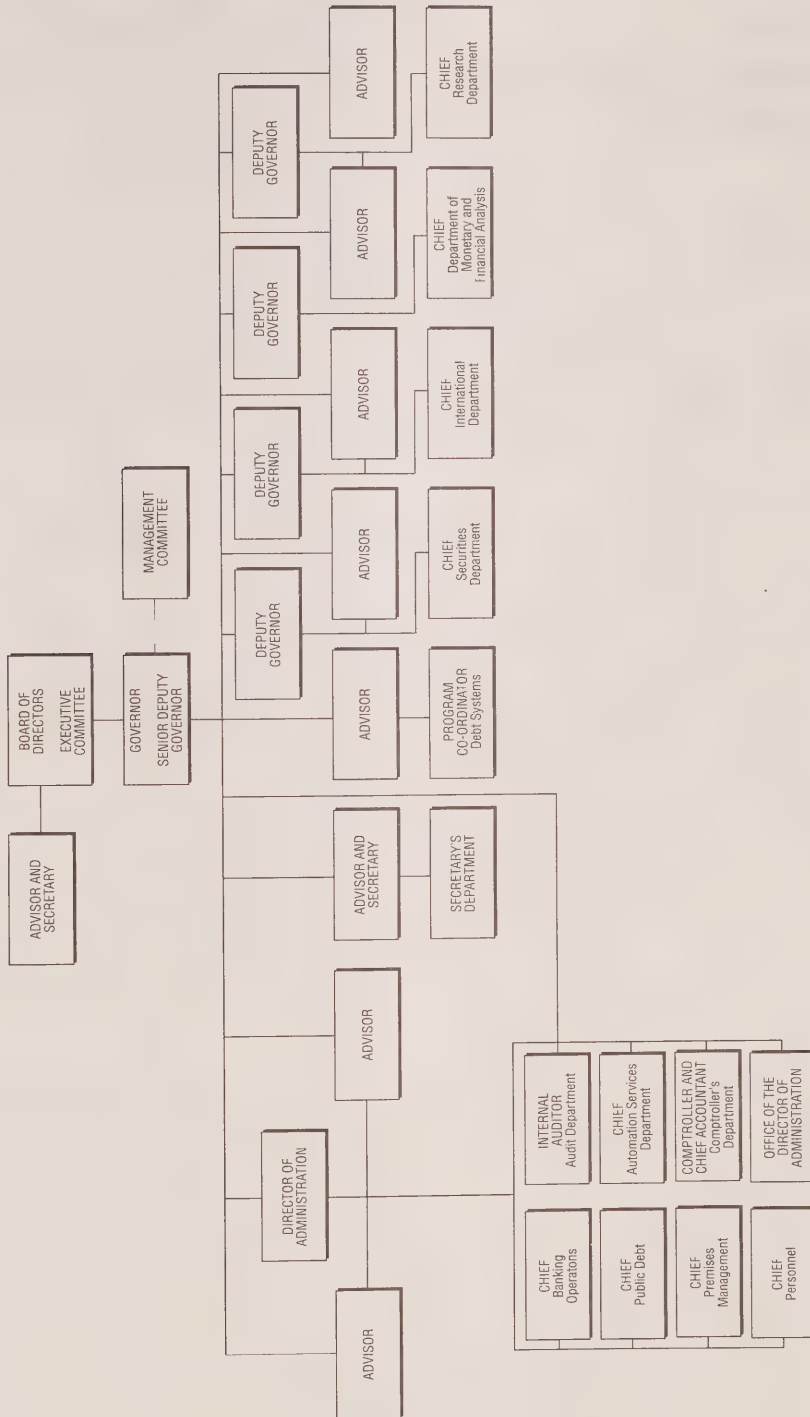 ADVISOR AND
SECRETARY
BOARD OF
DIRECTORS
EXECUTIVE
COMMITTEE
GOVERNOR
SENIOR DEPUTY
GOVERNOR
MANAGEMENT
COMMITTEE
DIRECTOR OF
ADMINISTRATION
DEPUTY
GOVERNOR
DEPUTY
GOVERNOR
DEPUTY
GOVERNOR
DEPUTY
GOVERNOR
ADVISOR
ADVISOR
ADVISOR AND
SECRETARY
ADVISOR
ADVISOR
ADVISOR
ADVISOR
ADVISOR
SECRETARY'S
DEPARTMENT
PROGRAM
CO-ORDINATOR
Debt Systems
CHIEF
Securities
Department
CHIEF
International
Department
CHIEF
Department of
Monetary and
Financial Analysis
CHIEF
Research
Department
CHIEF
Banking
Operatons
INTERNAL
AUDITOR
Audit Department
CHIEF
Public Debt
CHIEF
Automation Services
Department
CHIEF
Premises
Management
COMPTROLLER AND
CHIEF ACCOUNTANT
Comptroller's
Department
CHIEF
Personnel
OFFICE OF THE
DIRECTOR OF
ADMINISTRATION